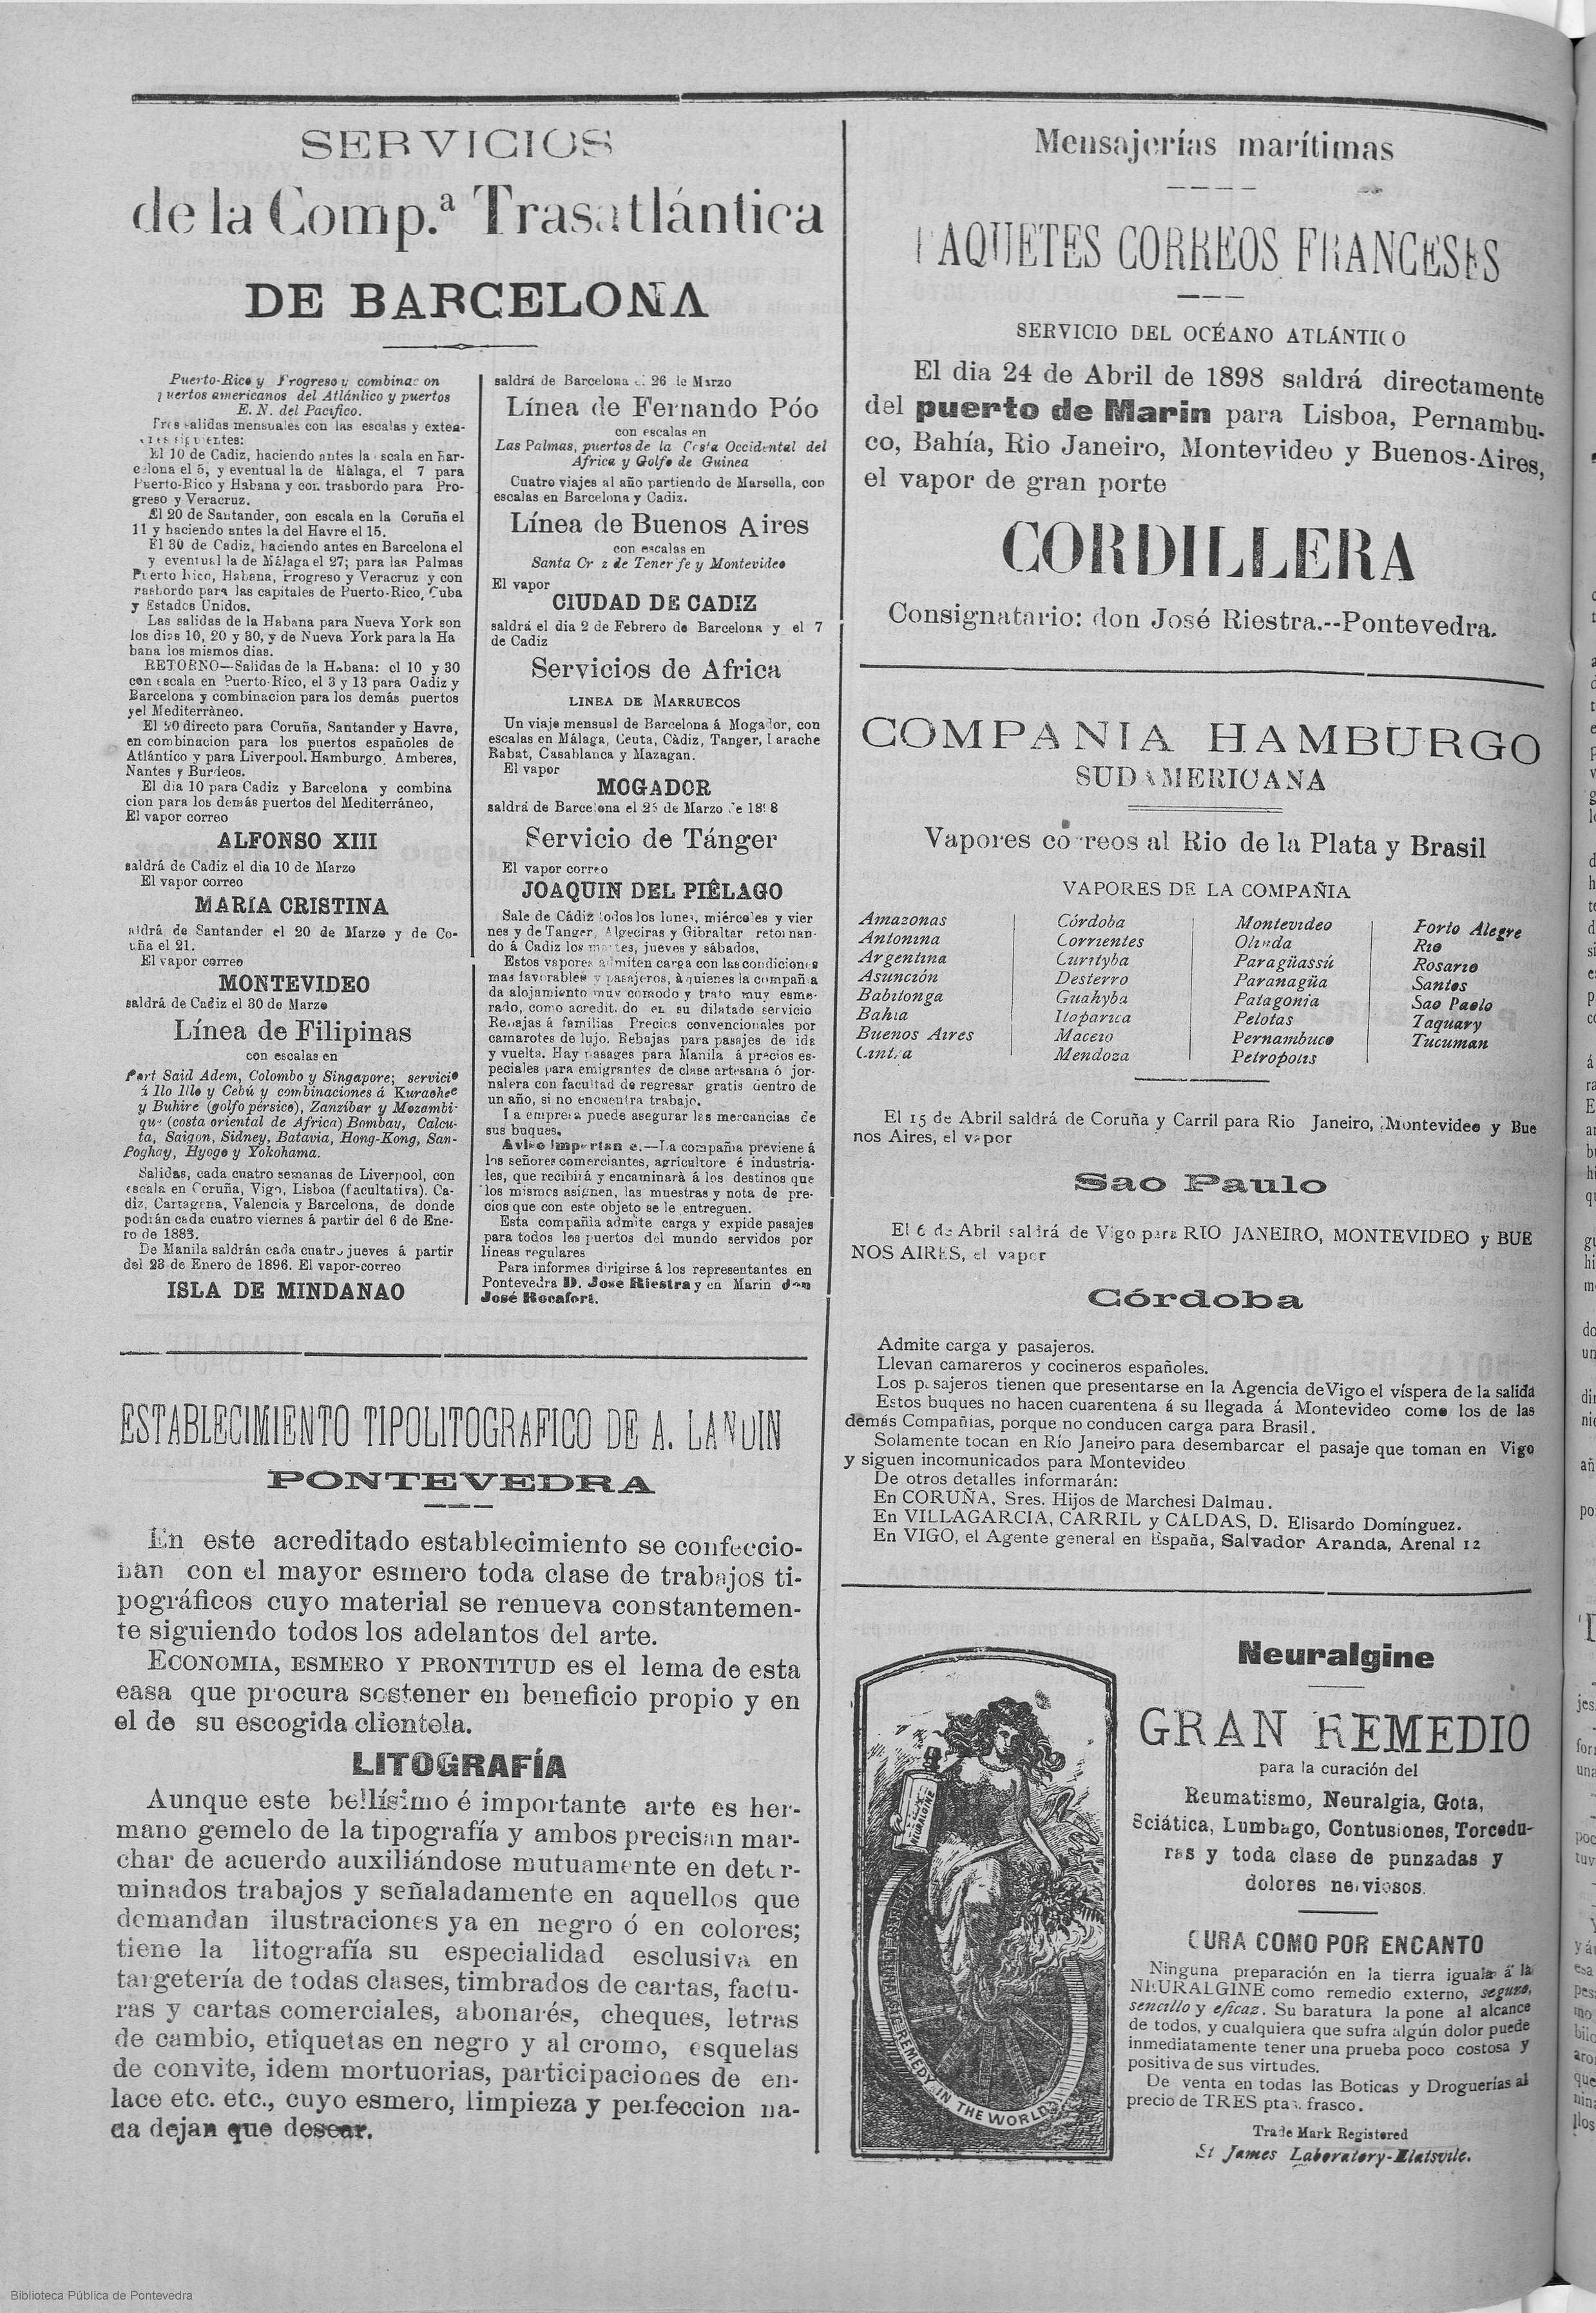 SERVICIOS
de la Comp.ª Trasatlántica
DE BARCELONA
Puerto-Rico y Progreso y combinac on
puertos americanos del Atlántico y puertos
E. N. del Pacífico.
Tres salidas mensuales con las escalas y exten-
siguientes:
El 10 de Cadiz, haciendo antes la escala en Bar-
celona el 5, y eventual la de Málaga, el 7 para
Puerto-Rico y Habana y con trasbordo para Pro-
greso y Veracruz.
El 20 de Santander, con escala en la Coruña el
11 y haciendo antes la del Havre el 15.
El 30 de Cadiz, haciendo antes en Barcelona el
y eventual la de Málaga el 27; para las Palmas
Puerto Rico, Habana, Progreso y Veracruz y con
rasbordo para las capitales de Puerto-Rico, Cuba
y Estados Unidos.
Las salidas de la Habana para Nueva York son
los dias 10, 20 y 30, y de Nueva York para la Ha
bana los mismos dias.
RETORNO—Salidas de la Habana: el 10 y 30
con escala en Puerto-Rico, el 3 y 13 para Cadiz y
Barcelona y combinacion para los demás puertos
yel Mediterràneo.
El 20 directo para Coruña, Santander y Havre,
en combinacion para los puertos españoles de
Atlántico y para Liverpool. Hamburgo, Amberes,
Nantes y Burdeos.
El dia 10 para Cadiz y Barcelona y combina
cion para los demás puertos del Mediterráneo,
El vapor correo
ALFONSO XIII
saldrá de Cadiz el dia 10 de Marzo
El vapor correo
MARIA CRISTINA
aldrá de Santander el 20 de Marzo y de Co-
uña el 21.
El vapor correo
MONTEVIDEO
saldrá de Cadiz el 30 de Marzo
Línea de Filipinas
con escalas en
Port Said Adem, Colombo y Singapore; servicio
á Ilo Ilo y Cebú y combinaciones á Kurachee
y Buhire (golfo pérsico), Zanzíbar y Mozambi-
que (costa oriental de Africa) Bombay, Calcu-
ta, Saigon, Sidney, Batavia, Hong-Kong, San-
Poghay, Hyogo y Yokohama.
Salidas, cada cuatro semanas de Liverpool, con
escala en Coruña, Vigo, Lisboa (facultativa). Ca-
diz, Cartagena, Valencia y Barcelona, de donde
podrán cada cuatro viernes á partir del 6 de Ene-
ro de 1883.
De Manila saldrán cada cuatro jueves á partir
del 23 de Enero de 1896. El vapor-correo
ISLA DE MINDANAO
saldrá de Barcelona el 26 de Marzo
Línea de Fernando Póo
con escalas en
Las Palmas, puertos de la Costa Occidental del
Africa y Golfo de Guinea
Cuatro viajes al año partiendo de Marsella, con
escalas en Barcelona y Cadiz.
Línea de Buenos Aires
con escalas en
Santa Cr z de Tenerife y Montevideo
El vapor
CIUDAD DE CADIZ
saldrá el dia 2 de Febrero de Barcelona y el 7
de Cadiz
Servicios de Africa
LINEA DE MARRUECOS
Un viaje mensual de Barcelona á Mogador, con
escalas en Málaga, Ceuta, Càdiz, Tanger, Larache
Rabat, Casablanca y Mazagan.
El vapor
MOGADOR
saldrá de Barcelona el 25 de Marzo de 1898
Servicio de Tánger
El vapor correo
JOAQUIN DEL PIÊLAGO
Sale de Cádiz todos los lunes, miércoles y vier
nes y de Tanger, Algeciras y Gibraltar retornan-
do á Cadiz los martes, jueves y sábados.
Estos vapores admiten carga con las condiciones
mas favorables y pasajeros, à quienes la compañia
da alojamiento muy cómodo y trato muy esme-
rado, como acredit. do en su dilatado servicio
Rebajas á familias Precios convencionales por
camarotes de lujo. Rebajas para pasajes de ida
y vuelta. Hay pasages para Manila á precios es-
peciales para emigrantes de clase artesana ó jor-
nalera con facultad de regresar gratis dentro de
un año, si no encuentra trabajo.
La empresa puede asegurar las mercancias de
sus buques.
Aviso importan e.—La compañia previene á
los señores comerciantes, agricultore é industria-
les, que recibirá y encaminará á los destinos que
los mismos asignen, las muestras y nota de pre-
cios que con este objeto se le entreguen.
Esta compañia admite carga y expide pasajes
para todos los puertos del mundo servidos por
lineas regulares
Para informes dirigirse á los representantes en
Pontevedra D. Jose Riestra y en Marin don
José Rocafort.
ESTABLECIMIENTO TIPOLITOGRAFICO DE A. LANDIN
PONTEVEDRA
En este acreditado establecimiento se confeccio-
nan con el mayor esmero toda clase de trabajos ti-
pográficos cuyo material se renueva constantemen-
te siguiendo todos los adelantos del arte.
ECONOMIA, ESMERO Y PRONTITUD es el lema de esta
easa que procura sostener en beneficio propio y en
el de su escogida clientela.
LITOGRAFÍA
Aunque este bellísimo é importante arte es her-
mano gemelo de la tipografía y ambos precisan mar-
char de acuerdo auxiliándose mutuamente en deter-
minados trabajos y señaladamente en aquellos que
demandan ilustraciones ya en negro ó en colores;
tiene la litografía su especialidad esclusiva en
targetería de todas clases, timbrados de cartas, factu-
ras y cartas comerciales, abonarés, cheques, letras
de cambio, etiquetas en negro y al cromo, esquelas
de convite, idem mortuorias, participaciones de en-
lace etc. etc., cuyo esmero, limpieza y perfeccion na-
da dejan que desear.
Mensajerías marítimas
PAQUETES CORREOS FRANCESES
SERVICIO DEL OCÉANO ATLÁNTICO
El dia 24 de Abril de 1898 saldrá directamente
del puerto de Marin para Lisboa, Pernambu-
co, Bahía, Rio Janeiro, Montevideo y Buenos-Aires,
el vapor de gran porte
CORDILLERA
Consignatario: don José Riestra.--Pontevedra.
COMPANIA HAMBURGO
SUDAMERICANA
Vapores correos al Rio de la Plata y Brasil
VAPORES DE LA COMPAÑIA
Amazonas
Antonina
Argentina
Asunción
Babitonga
Bahia
Buenos Aires
Cintra
Córdoba
Corrientes
Curityba
Desterro
Guahyba
Itoparica
Maceio
Mendoza
Montevideo
Olinda
Paragüassú
Paranagüa
Patagonia
Pelotas
Pernambuco
Petropolis
Porto Alegre
Rio
Rosario
Santos
Sao Paolo
Taquary
Tucuman
El 15 de Abril saldrá de Coruña y Carril para Rio Janeiro, Montevideo y Bue
nos Aires, el vapor
Sao Paulo
El 6 de Abril saldrá de Vigo para RIO JANEIRO, MONTEVIDEO y BUE
NOS AIRES, el vapor
Córdoba
Admite carga y pasajeros.
Llevan camareros y cocineros españoles.
Los pasajeros tienen que presentarse en la Agencia de Vigo el víspera de la salida
Estos buques no hacen cuarentena á su llegada á Montevideo como los de las
demás Compañias, porque no conducen carga para Brasil.
Solamente tocan en Río Janeiro para desembarcar el pasaje que toman en Vigo
y siguen incomunicados para Montevideo
De otros detalles informarán:
En CORUÑA, Sres. Hijos de Marchesi Dalmau.
En VILLAGARCIA, CARRIL y CALDAS, D. Elisardo Domínguez.
En VIGO, el Agente general en España, Salvador Aranda, Arenal 12
NEURALGINE
REMEDY IN THE WORLD
Neuralgine
GRAN REMEDIO
para la curación del
Reumatismo, Neuralgia, Gota,
Sciática, Lumbago, Contusiones, Torcedu-
ras y toda clase de punzadas y
dolores nerviosos.
CURA COMO POR ENCANTO
Ninguna preparación en la tierra iguala á la
NEURALGINE como remedio externo, seguro,
sencillo y eficaz. Su baratura la pone al alcance
de todos, y cualquiera que sufra algún dolor puede
inmediatamente tener una prueba poco costosa y
positiva de sus virtudes.
De venta en todas las Boticas y Droguerías al
precio de TRES ptas. frasco.
Trade Mark Registered
St James Laboratory-Elatsvile.
Biblioteca Pública de Pontevedra